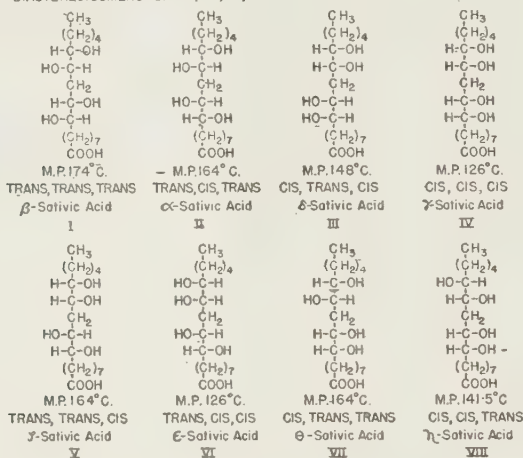 CH₃ CH₃ CH₃ CH₃
(CH₂)₄ (CH₂)₄ (CH₂)₄ (CH₂)₄
H-C-OH H-C-OH H-C-OH H-C-OH
HO-C-H HO-C-H H-C-OH H-C-OH
CH₂ CH₂ CH₂ CH₂
H-C-OH H-C-OH HO-C-H H-C-OH
HO-C-H H-C-OH HO-C-H H-C-OH
(CH₂)₇ (CH₂)₇ (CH₂)₇ (CH₂)₇
COOH COOH COOH COOH
M.P. 174° C. M.P. 164° C. M.P. 148° C. M.P. 126° C.
TRANS, TRANS, TRANS TRANS, CIS, TRANS CIS, TRANS, CIS CIS, CIS, CIS
β-Sativic Acid α-Sativic Acid δ-Sativic Acid γ-Sativic Acid
I II III IV
CH₃ CH₃ CH₃ CH₃
(CH₂)₄ (CH₂)₄ (CH₂)₄ (CH₂)₄
H-C-OH HO-C-H H-C-OH HO-C-H
H-C-OH HO-C-H HO-C-H H-C-OH
CH₂ CH₂ CH₂ CH₂
HO-C-H HO-C-H H-C-OH H-C-OH
H-C-OH H-C-OH H-C-OH H-C-OH
(CH₂)₇ (CH₂)₇ (CH₂)₇ (CH₂)₇
COOH COOH COOH COOH
M.P. 164° C. M.P. 126° C. M.P. 164° C. M.P. 141·5° C
TRANS, TRANS, CIS TRANS, CIS, CIS CIS, TRANS, TRANS CIS, CIS, TRANS
Sativic Acid ε-Sativic Acid θ-Sativic Acid η-Sativic Acid
V VI VII VIII